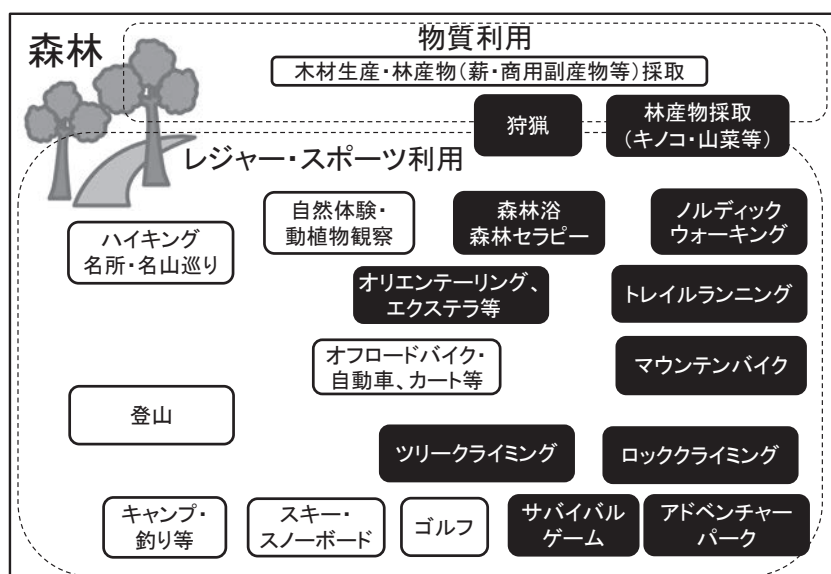 森林
物質利用
木材生産・林産物(薪・商用副産物等)採取
狩猟
林産物採取
(キノコ・山菜等)
レジャー・スポーツ利用
ハイキング
名所・名山巡り
自然体験・
動植物観察
森林浴
森林セラピー
ノルディック
ウォーキング
オリエンテーリング、
エクステラ等
トレイルランニング
オフロードバイク・
自動車、カート等
マウンテンバイク
登山
ツリークライミング
ロッククライミング
キャンプ・
釣り等
スキー・
スノーボード
ゴルフ
サバイバル
ゲーム
アドベンチャー
パーク